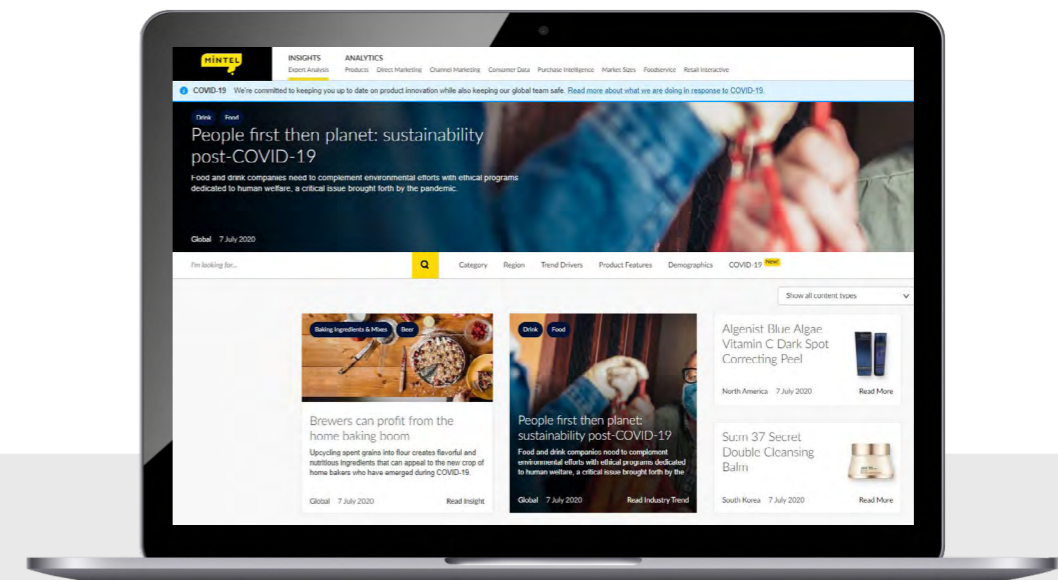 MINTEL
INSIGHTS
ANALYTICS
Expert Analysis
Products Direct Marketing Channel Marketing Consumer Data Purchase Intelligence Market Sizes Foodservice Retail Interactive
COVID-19 We're committed to keeping you up to date on product innovation while also keeping our global team safe. Read more about what we are doing in response to COVID-19.
Drink Food
People first then planet: sustainability
post-COVID-19
Food and drink companies need to complement environmental efforts with ethical programs
dedicated to human welfare, a critical issue brought forth by the pandemic.
Global 7 July 2020
I'm looking for...
Category Region Trend Drivers Product Features Demographics COVID-19 New!
Show all content types
Baking Ingredients & Mixes Beer
Brewers can profit from the
home baking boom
Upcycling spent grains into flour creates flavorful and
nutritious ingredients that can appeal to the new crop of
home bakers who have emerged during COVID-19.
Global 7 July 2020 Read Insight
Drink Food
People first then planet:
sustainability post-COVID-19
Food and drink companies need to complement
environmental efforts with ethical programs dedicated
to human welfare, a critical issue brought forth by the
Global 7 July 2020 Read Industry Trend
Algenist Blue Algae
Vitamin C Dark Spot
Correcting Peel
North America 7 July 2020 Read More
Su:m 37 Secret
Double Cleansing
Balm
South Korea 7 July 2020 Read More